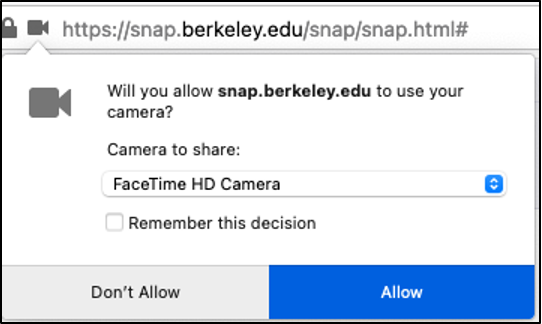 https://snap.berkeley.edu/snap/snap.html#
Will you allow snap.berkeley.edu to use your
camera?
Camera to share:
FaceTime HD Camera
Remember this decision
Don't Allow
Allow